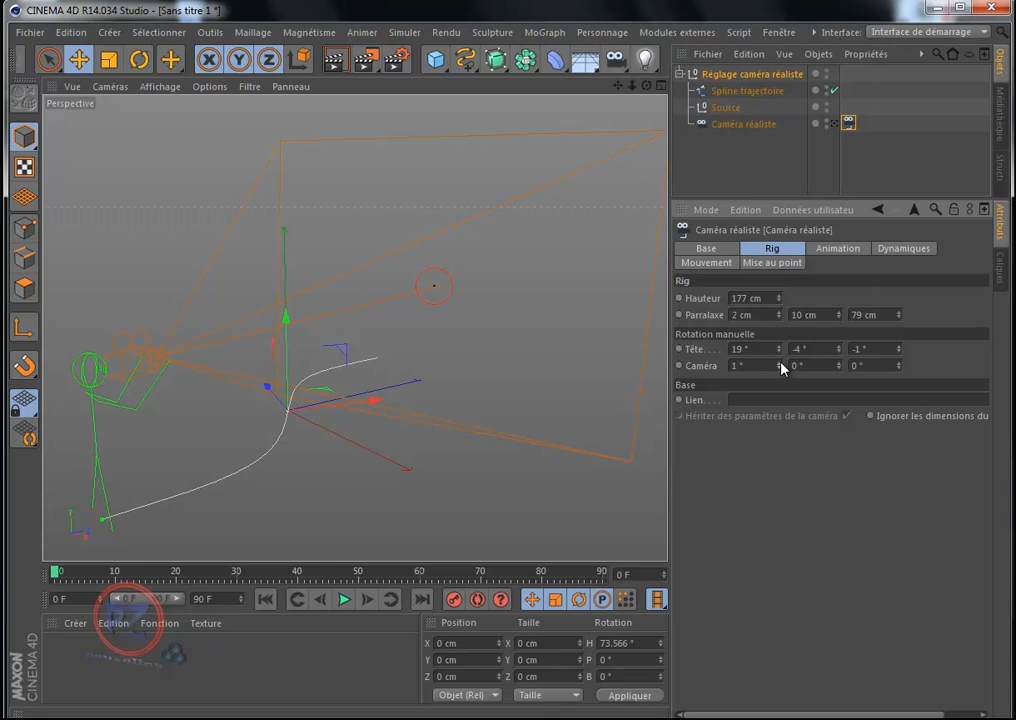 CINEMA 4D R14.034 Studio - [Sans titre 1 *]
Fichier Edition Créer Sélectionner Outils Maillage Magnétisme Animer Simuler Rendu Sculpture MoGraph Personnage Modules externes Script Fenêtre Interface: Interface de démarrage
X Y Z
Fichier Edition Vue Objets Propriétés
Vue Caméras Affichage Options Filtre Panneau
Perspective
Réglage caméra réaliste
Spline trajectoire
Source
Caméra réaliste
Objets
Médiathèque
Struct
Mode Edition Données utilisateu
Caméra réaliste [Caméra réaliste]
Base Rig Animation Dynamiques
Mouvement Mise au point
Rig
Hauteur 177 cm
Parralaxe 2 cm 10 cm 79 cm
Rotation manuelle
Tête. . . . 19 ° -4 ° -1 °
Caméra 1 ° 0 ° 0 °
Base
Lien. . . .
Hériter des paramètres de la caméra Ignorer les dimensions du
Attributs
Calques
Y
X
0 10 20 30 40 50 60 70 80 90 0 F
0 F 0 F 90 F
P
Créer Edition Fonction Texture
Position Taille Rotation
X 0 cm X 0 cm H 73.566 °
Y 0 cm Y 0 cm P 0 °
Z 0 cm Z 0 cm B 0 °
Objet (Rel) Taille Appliquer
MAXON
CINEMA 4D